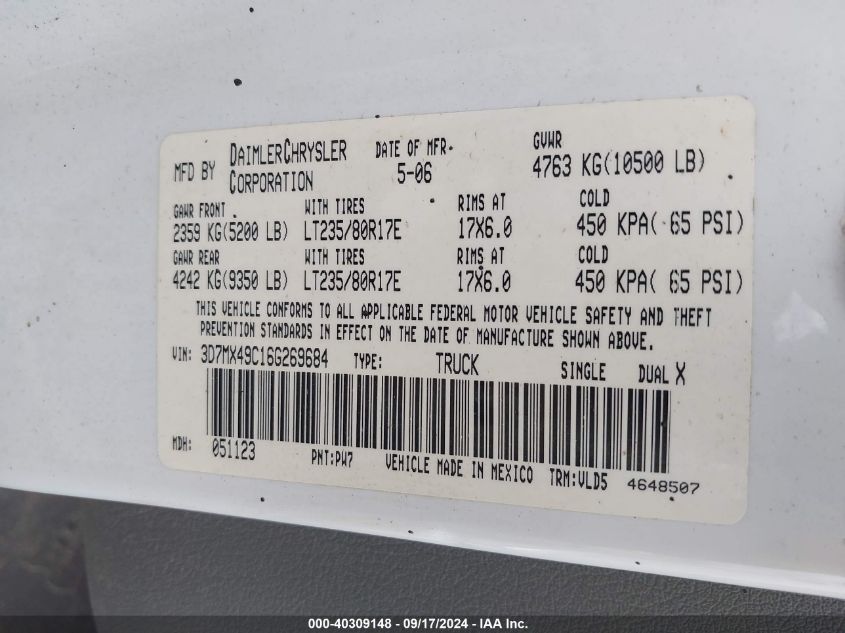 MFD BY DAIMLERCHRYSLER CORPORATION DATE OF MFR. 5-06 GVWR 4763 KG(10500 LB)
GAWR FRONT WITH TIRES RIMS AT COLD
2359 KG(5200 LB) LT235/80R17E 17X6.0 450 KPA( 65 PSI)
GAWR REAR WITH TIRES RIMS AT COLD
4242 KG(9350 LB) LT235/80R17E 17X6.0 450 KPA( 65 PSI)
THIS VEHICLE CONFORMS TO ALL APPLICABLE FEDERAL MOTOR VEHICLE SAFETY AND THEFT
PREVENTION STANDARDS IN EFFECT ON THE DATE OF MANUFACTURE SHOWN ABOVE.
VIN: 3D7MX49C16G269684 TYPE: TRUCK SINGLE DUAL X
MDH: 051123 PNT:PW7 VEHICLE MADE IN MEXICO TRM:VLD5 4648507
000-40309148 - 09/17/2024 - IAA Inc.